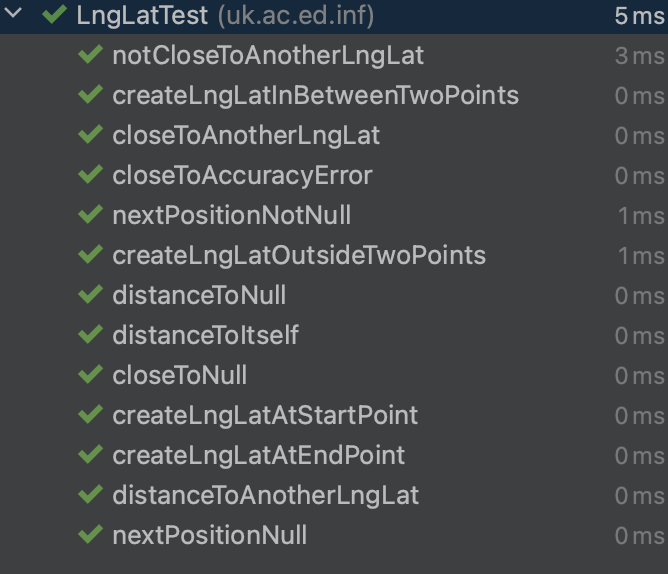 LngLatTest (uk.ac.ed.inf) 5 ms
notCloseToAnotherLngLat 3 ms
createLngLatInBetweenTwoPoints 0 ms
closeToAnotherLngLat 0 ms
closeToAccuracyError 0 ms
nextPositionNotNull 1 ms
createLngLatOutsideTwoPoints 1 ms
distanceToNull 0 ms
distanceToItself 0 ms
closeToNull 0 ms
createLngLatAtStartPoint 0 ms
createLngLatAtEndPoint 0 ms
distanceToAnotherLngLat 0 ms
nextPositionNull 0 ms